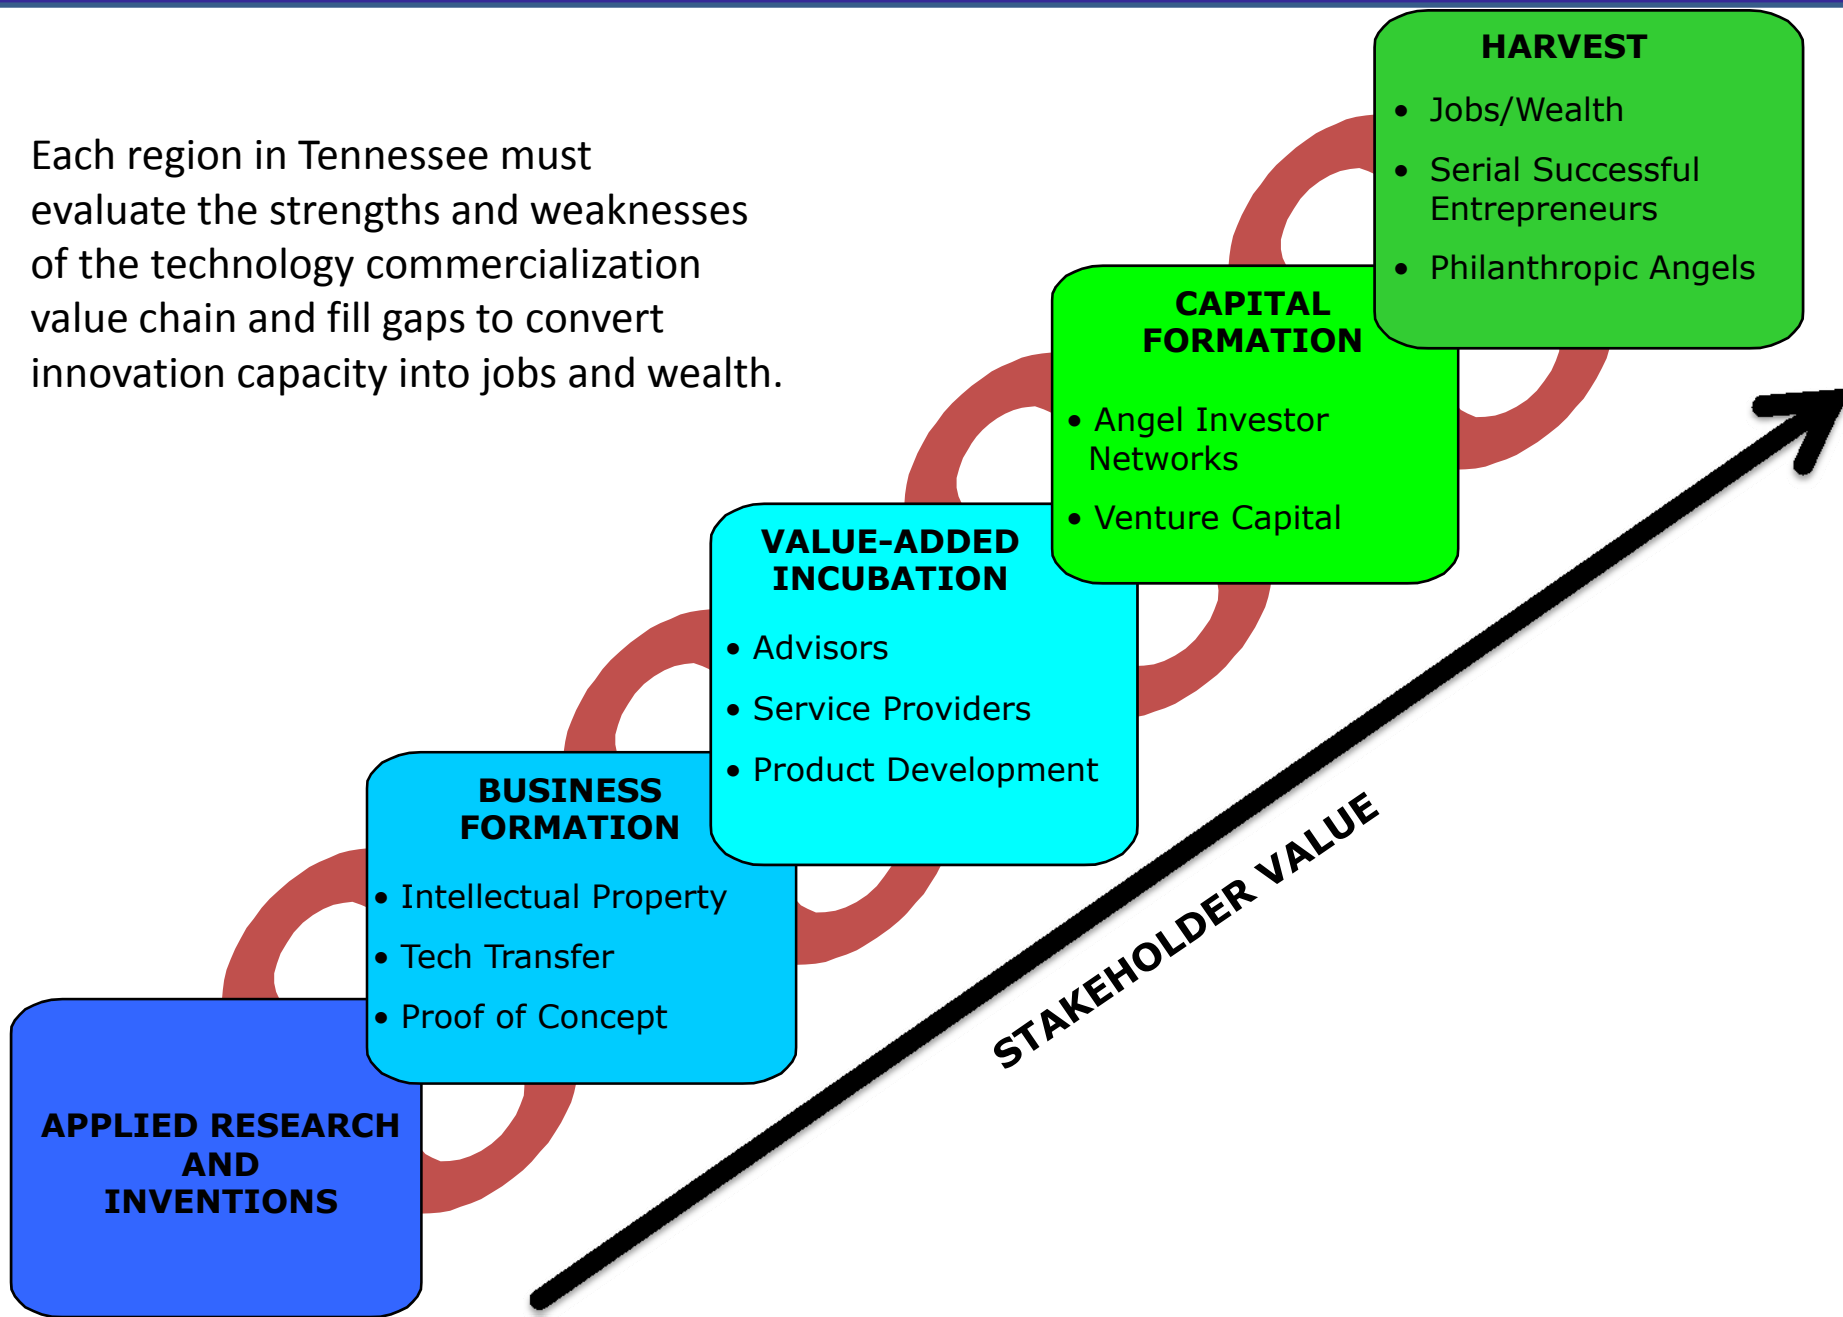 Each region in Tennessee must
evaluate the strengths and weaknesses
of the technology commercialization
value chain and fill gaps to convert
innovation capacity into jobs and wealth.
HARVEST
• Jobs/Wealth
• Serial Successful
Entrepreneurs
• Philanthropic Angels
CAPITAL
FORMATION
• Angel Investor
Networks
• Venture Capital
VALUE-ADDED
INCUBATION
• Advisors
• Service Providers
• Product Development
BUSINESS
FORMATION
• Intellectual Property
• Tech Transfer
• Proof of Concept
APPLIED RESEARCH
AND
INVENTIONS
STAKEHOLDER VALUE